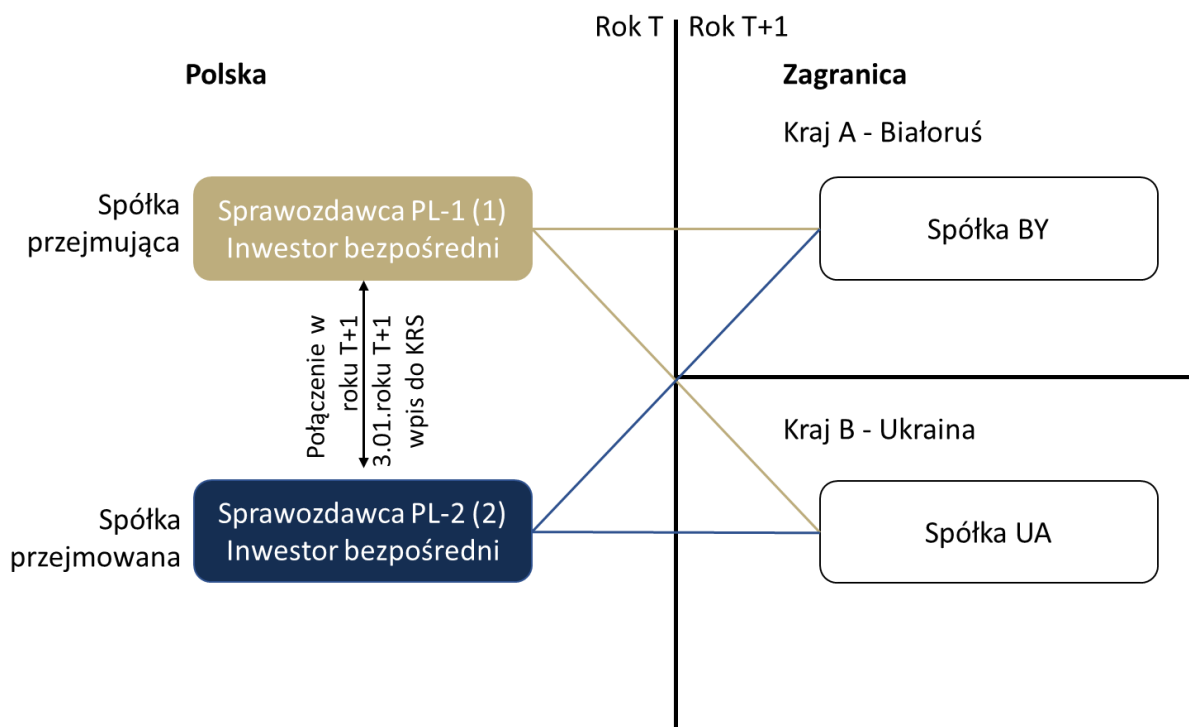 Rok T
Rok T+1
Polska
Zagranica
Kraj A - Białoruś
Spółka
przejmująca
Sprawozdawca PL-1 (1)
Inwestor bezpośredni
Spółka BY
Połączenie w
roku T+1
3.01.roku T+1
wpis do KRS
Kraj B - Ukraina
Spółka
przejmowana
Sprawozdawca PL-2 (2)
Inwestor bezpośredni
Spółka UA